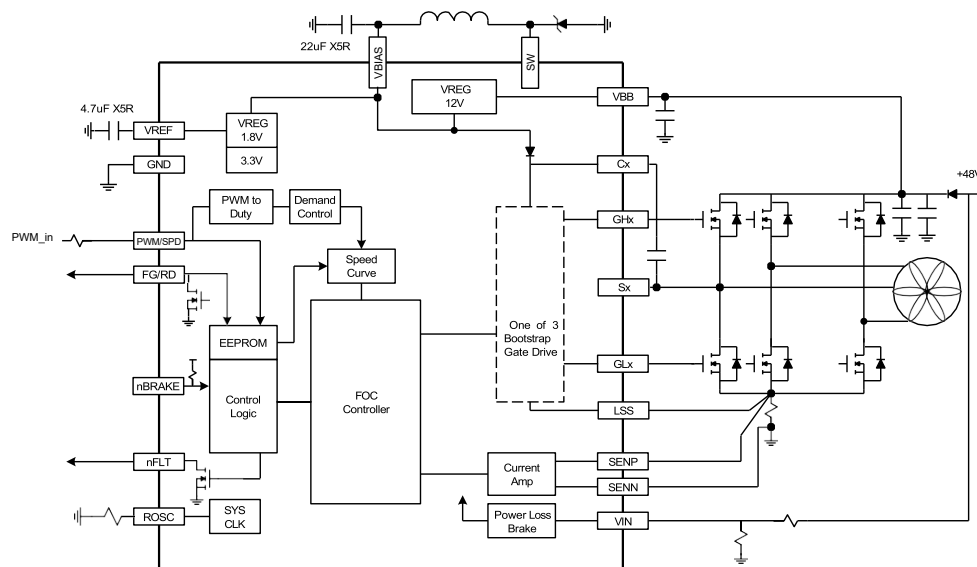 22uF X5R
VBIAS
SW
VREG
12V
VBB
4.7uF X5R
VREF
VREG
1.8V
3.3V
GND
Cx
+48V
PWM to
Duty
Demand
Control
GHx
PWM_in
PWM/SPD
Speed
Curve
FG/RD
Sx
EEPROM
One of 3
Bootstrap
Gate Drive
nBRAKE
Control
Logic
FOC
Controller
GLx
LSS
nFLT
Current
Amp
SENP
SENN
ROSC
SYS
CLK
Power Loss
Brake
VIN